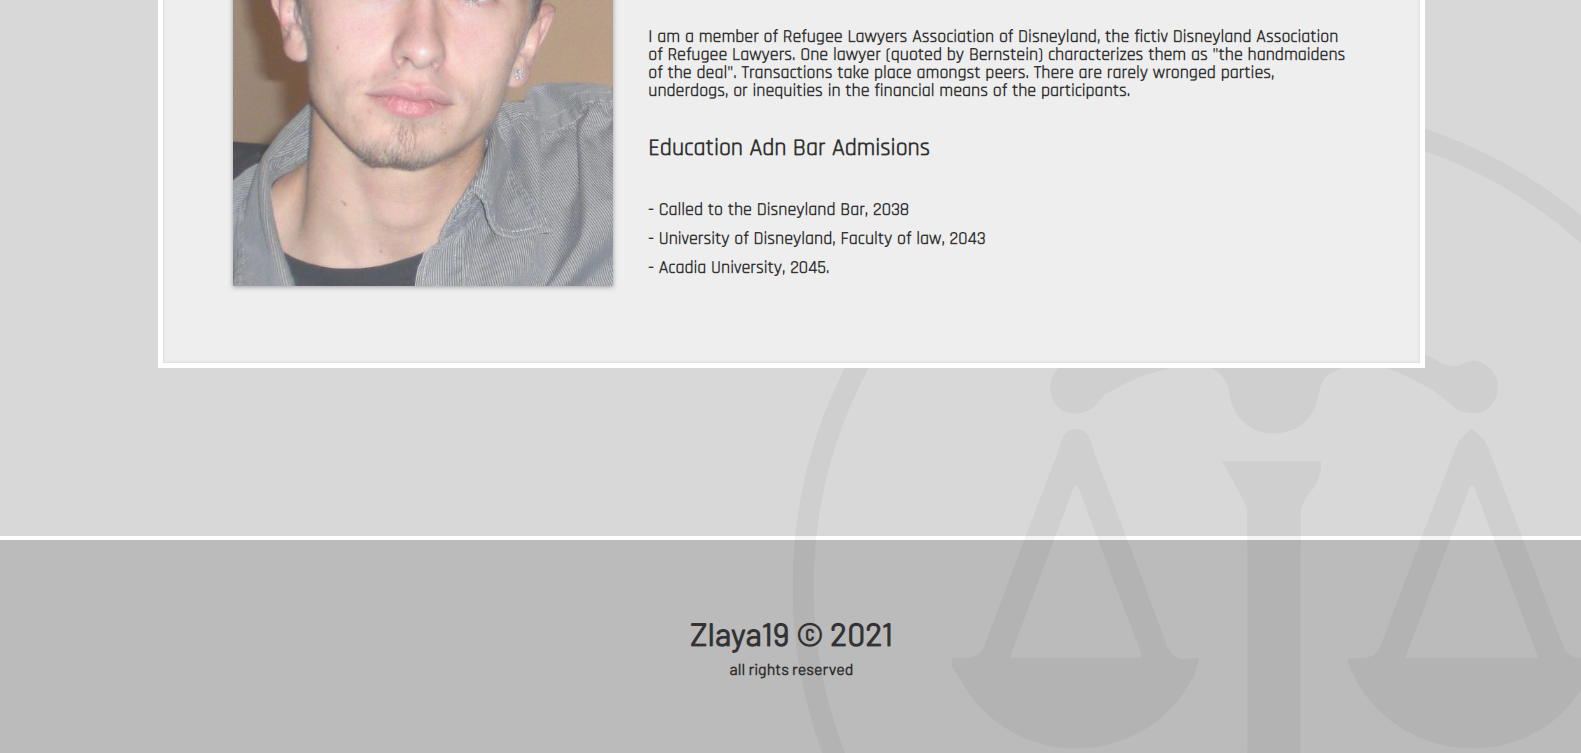 I am a member of Refugee Lawyers Association of Disneyland, the fictiv Disneyland Association
of Refugee Lawyers. One lawyer (quoted by Bernstein) characterizes them as "the handmaidens
of the deal". Transactions take place amongst peers. There are rarely wronged parties,
underdogs, or inequities in the financial means of the participants.
Education Adn Bar Admisions
- Called to the Disneyland Bar, 2038
- University of Disneyland, Faculty of law, 2043
- Acadia University, 2045.
Zlaya19 © 2021
all rights reserved